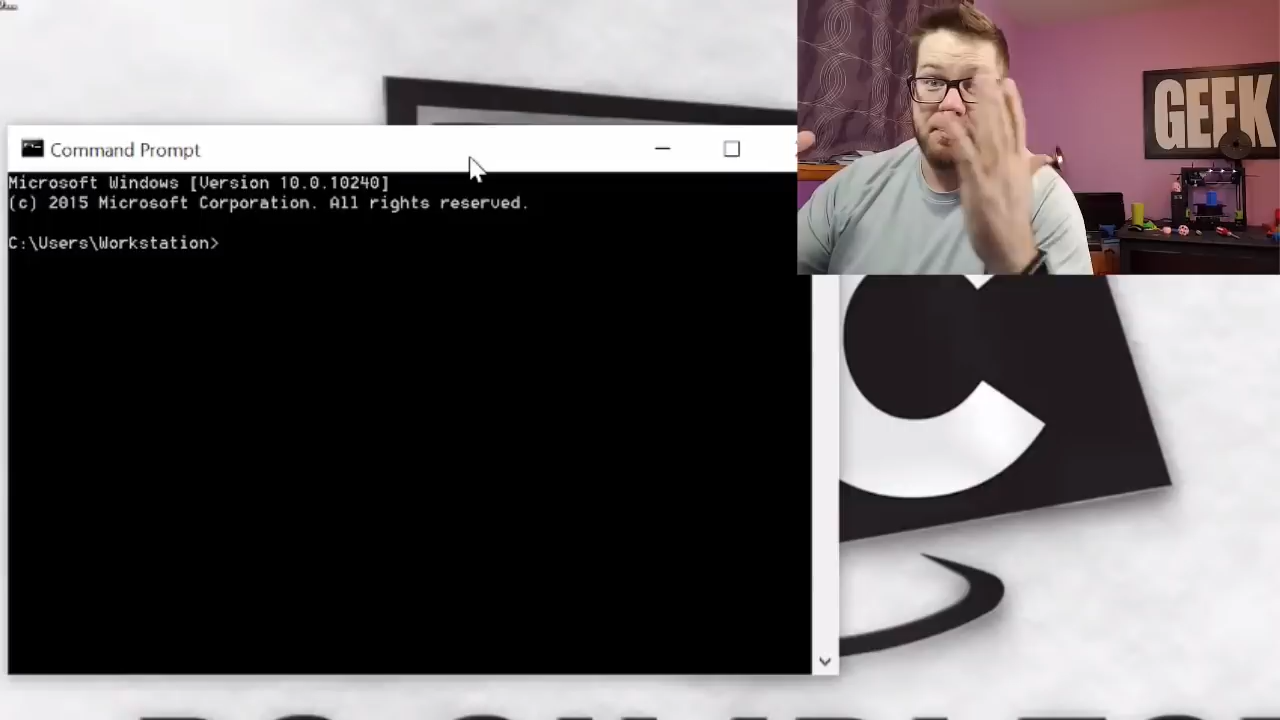 Command Prompt
GEEK
Microsoft Windows [Version 10.0.10240]
(c) 2015 Microsoft Corporation. All rights reserved.
C:\Users\Workstation>
C